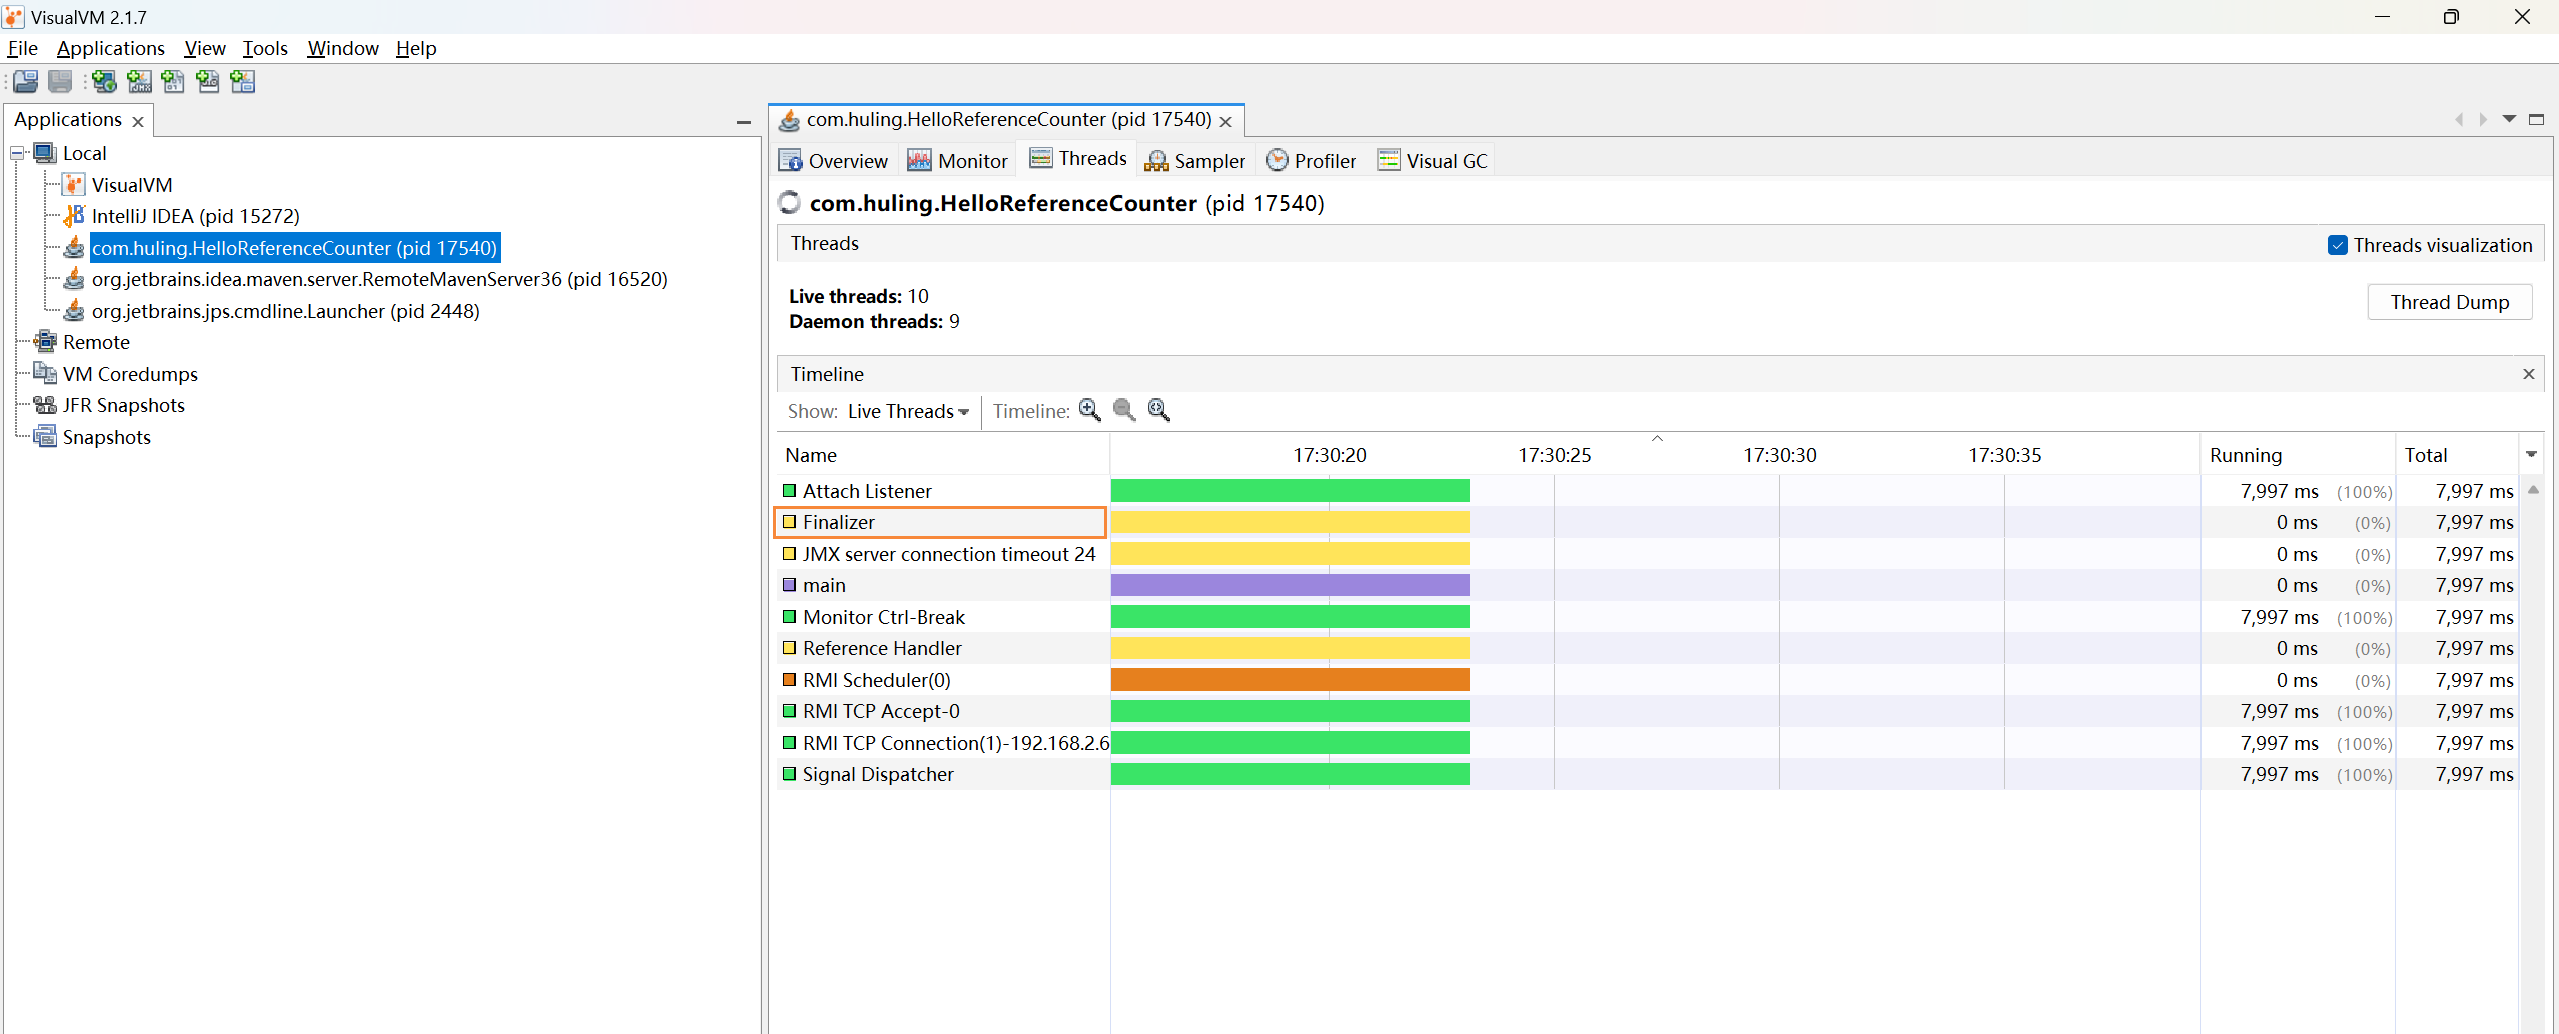 VisualVM 2.1.7
File Applications View Tools Window Help
Applications
Local
VisualVM
IntelliJ IDEA (pid 15272)
com.huling.HelloReferenceCounter (pid 17540)
org.jetbrains.idea.maven.server.RemoteMavenServer36 (pid 16520)
org.jetbrains.jps.cmdline.Launcher (pid 2448)
Remote
VM Coredumps
JFR Snapshots
Snapshots
com.huling.HelloReferenceCounter (pid 17540)
Overview Monitor Threads Sampler Profiler Visual GC
com.huling.HelloReferenceCounter (pid 17540)
Threads Threads visualization
Live threads: 10
Daemon threads: 9
Thread Dump
Timeline
Show: Live Threads Timeline:
Name 17:30:20 17:30:25 17:30:30 17:30:35 Running Total
Attach Listener 7,997 ms (100%) 7,997 ms
Finalizer 0 ms (0%) 7,997 ms
JMX server connection timeout 24 0 ms (0%) 7,997 ms
main 0 ms (0%) 7,997 ms
Monitor Ctrl-Break 7,997 ms (100%) 7,997 ms
Reference Handler 0 ms (0%) 7,997 ms
RMI Scheduler(0) 0 ms (0%) 7,997 ms
RMI TCP Accept-0 7,997 ms (100%) 7,997 ms
RMI TCP Connection(1)-192.168.2.6 7,997 ms (100%) 7,997 ms
Signal Dispatcher 7,997 ms (100%) 7,997 ms